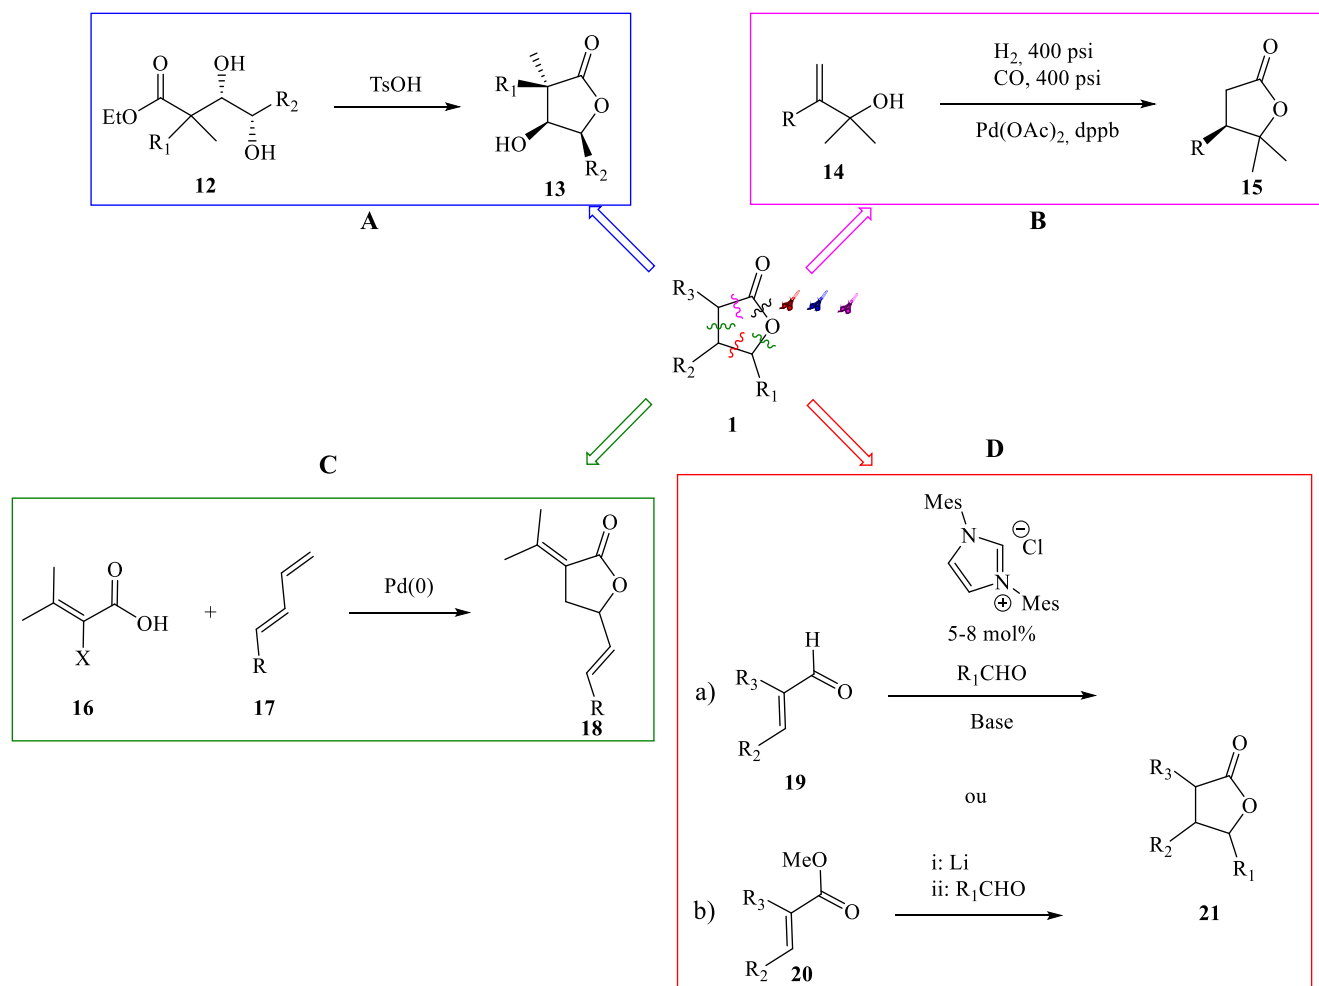 O
OH
EtO
R1
R2
OH
12
TsOH
O
R1
O
HO
R2
13
A
R
OH
14
H2, 400 psi
CO, 400 psi
Pd(OAc)2, dppb
O
O
R
15
B
O
R3
O
R2
R1
1
C
O
OH
X
16
+
R
17
Pd(0)
O
O
R
18
D
Mes
N
Cl
N
Mes
5-8 mol%
a)
H
R3
O
R2
19
R1CHO
Base
ou
b)
MeO
R3
O
R2
20
i: Li
ii: R1CHO
O
R3
O
R2
R1
21